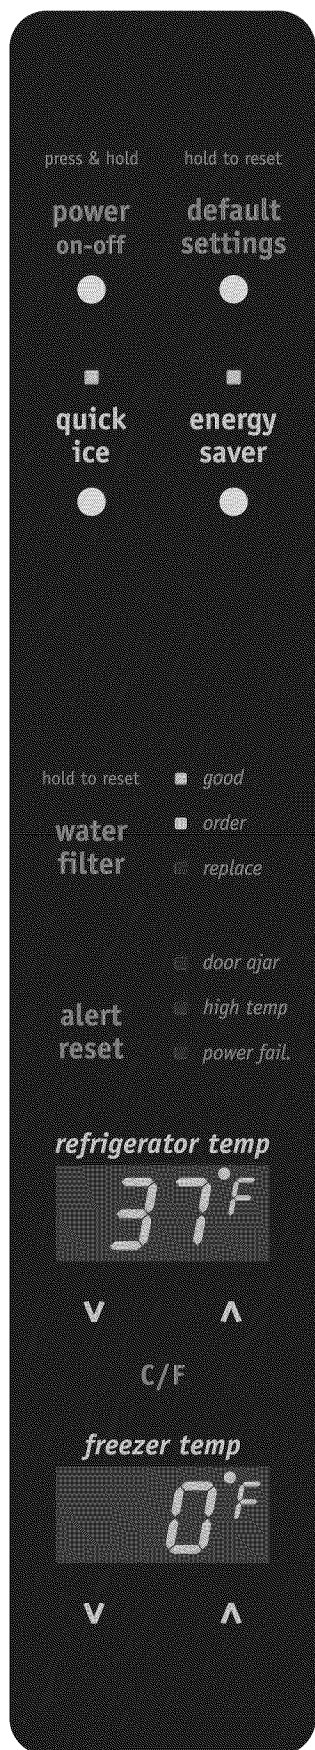 press & hold
hold to reset
power
on-off
default
settings
quick
ice
energy
saver
hold to reset
water
filter
good
order
replace
alert
reset
door ajar
high temp
power fail.
refrigerator temp
37°F
v ʌ
C/F
freezer temp
0°F
v ʌ